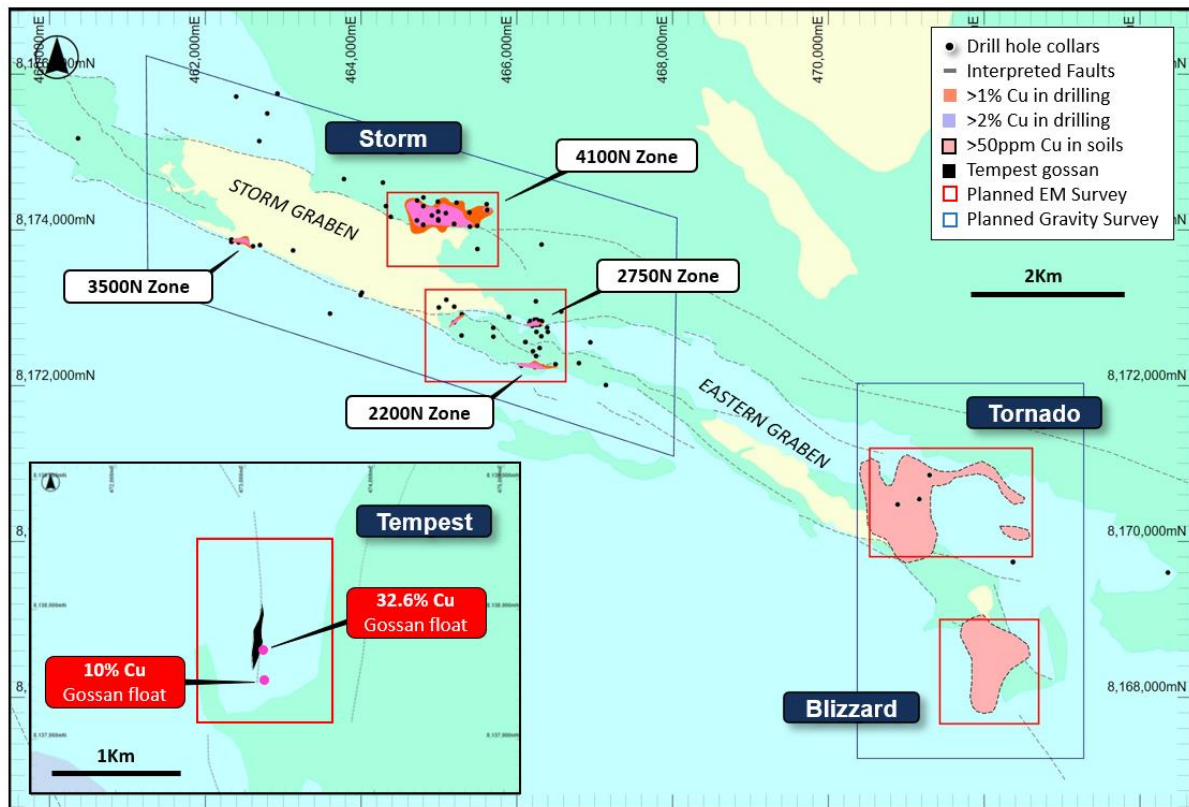 462,000mE
464,000mE
466,000mE
468,000mE
470,000mE
8,174,000mN
8,172,000mN
8,172,000mN
8,170,000mN
8,168,000mN
Drill hole collars
Interpreted Faults
>1% Cu in drilling
>2% Cu in drilling
>50ppm Cu in soils
Tempest gossan
Planned EM Survey
Planned Gravity Survey
2Km
Storm
4100N Zone
STORM GRABEN
3500N Zone
2750N Zone
2200N Zone
EASTERN GRABEN
Tornado
Blizzard
Tempest
32.6% Cu
Gossan float
10% Cu
Gossan float
1Km